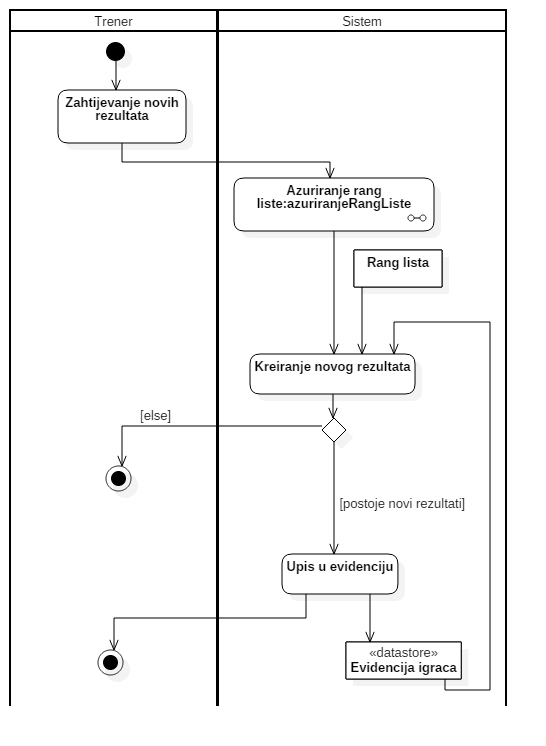 Trener
Sistem
Zahtijevanje novih
rezultata
Azuriranje rang
liste:azuriranjeRangListe
Rang lista
Kreiranje novog rezultata
[else]
[postoje novi rezultati]
Upis u evidenciju
«datastore»
Evidencija igraca